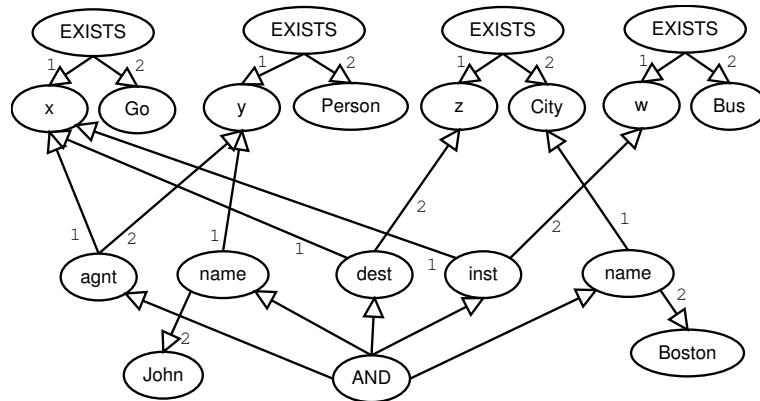 EXISTS EXISTS EXISTS EXISTS
1 2 1 2 1 2 1 2
x Go y Person z City w Bus
2 2 1
1 2 1 1 1
agnt name dest inst name
2
2
John AND Boston